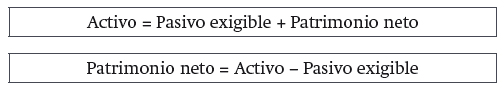 Activo = Pasivo exigible + Patrimonio neto
Patrimonio neto = Activo – Pasivo exigible